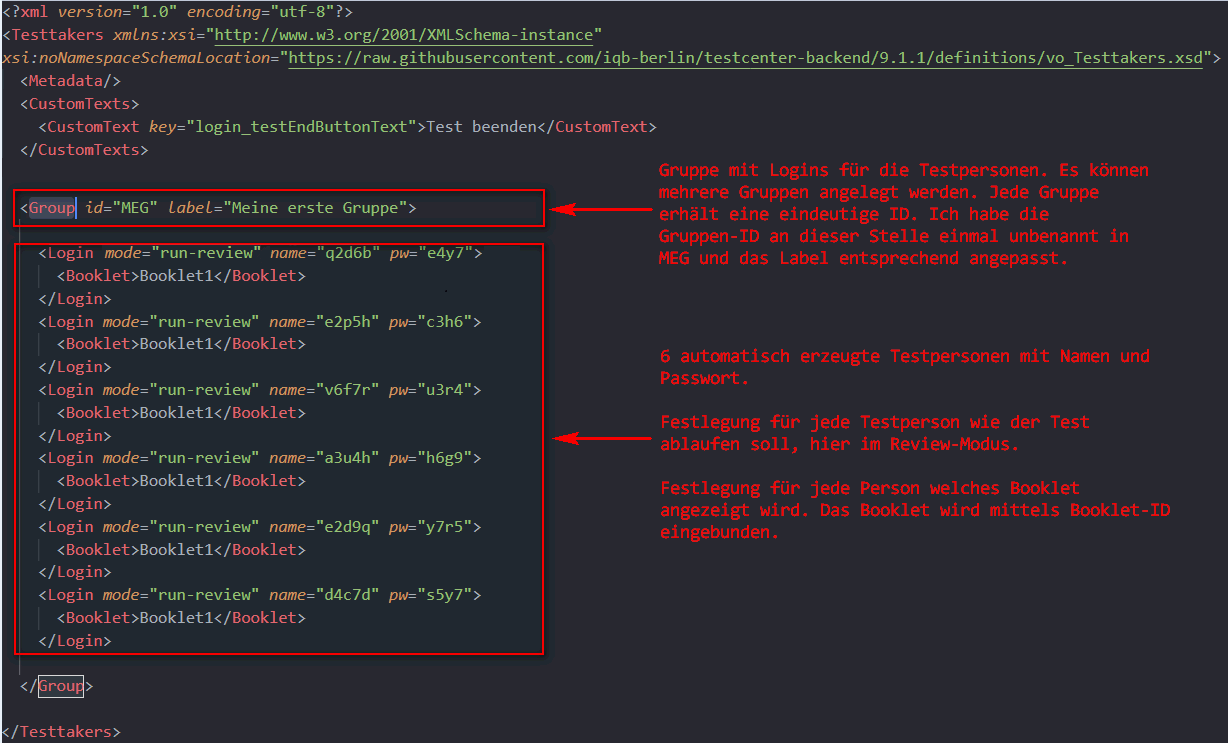 <?xml version="1.0" encoding="utf-8"?>
<Testtakers xmlns:xsi="http://www.w3.org/2001/XMLSchema-instance"
xsi:noNamespaceSchemaLocation="https://raw.githubusercontent.com/iqb-berlin/testcenter-backend/9.1.1/definitions/vo_Testtakers.xsd">
<Metadata/>
<CustomTexts>
<CustomText key="login_testEndButtonText">Test beenden</CustomText>
</CustomTexts>
<Group id="MEG" label="Meine erste Gruppe">
Gruppe mit Logins für die Testpersonen. Es können
mehrere Gruppen angelegt werden. Jede Gruppe
erhält eine eindeutige ID. Ich habe die
Gruppen-ID an dieser Stelle einmal unbenannt in
MEG und das Label entsprechend angepasst.
<Login mode="run-review" name="q2d6b" pw="e4y7">
<Booklet>Booklet1</Booklet>
</Login>
<Login mode="run-review" name="e2p5h" pw="c3h6">
<Booklet>Booklet1</Booklet>
</Login>
<Login mode="run-review" name="v6f7r" pw="u3r4">
<Booklet>Booklet1</Booklet>
</Login>
<Login mode="run-review" name="a3u4h" pw="h6g9">
<Booklet>Booklet1</Booklet>
</Login>
<Login mode="run-review" name="e2d9q" pw="y7r5">
<Booklet>Booklet1</Booklet>
</Login>
<Login mode="run-review" name="d4c7d" pw="s5y7">
<Booklet>Booklet1</Booklet>
</Login>
6 automatisch erzeugte Testpersonen mit Namen und
Passwort.
Festlegung für jede Testperson wie der Test
ablaufen soll, hier im Review-Modus.
Festlegung für jede Person welches Booklet
angezeigt wird. Das Booklet wird mittels Booklet-ID
eingebunden.
</Group>
</Testtakers>